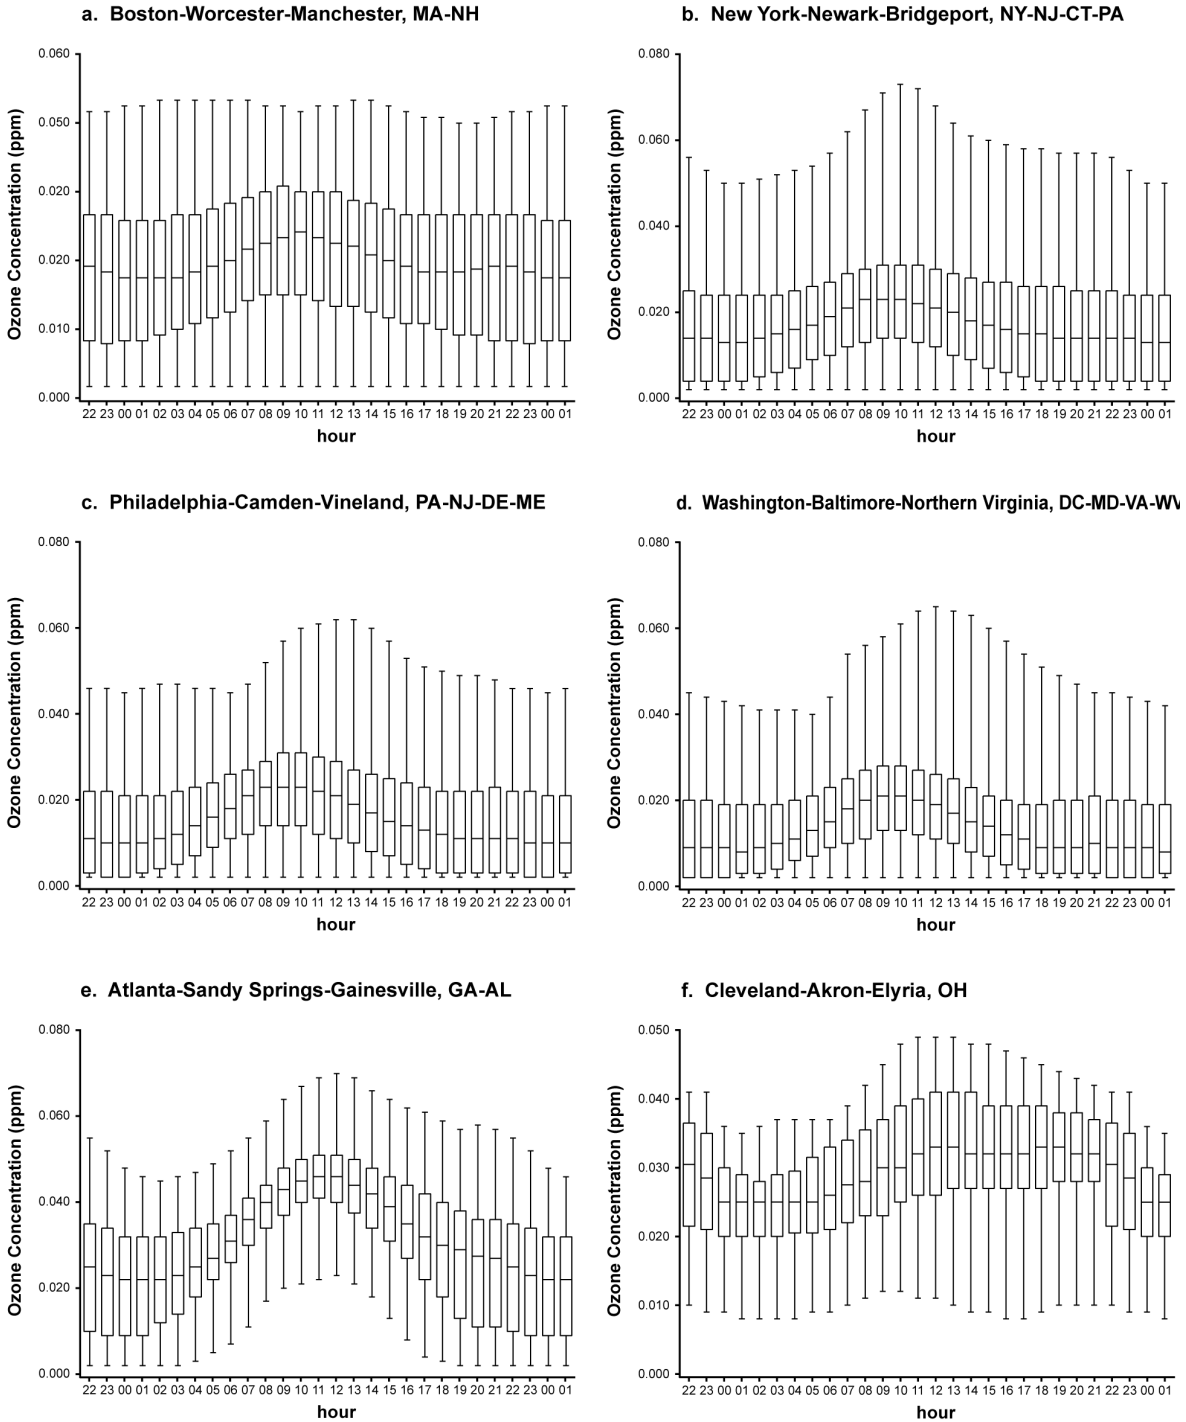 a. Boston-Worcester-Manchester, MA-NH
Ozone Concentration (ppm)
0.060
0.050
0.020
0.020
0.010
0.000
22 23 00 01 02 03 04 05 06 07 08 09 10 11 12 13 14 15 16 17 18 19 20 21 22 23 00 01
hour
b. New York-Newark-Bridgeport, NY-NJ-CT-PA
Ozone Concentration (ppm)
0.080
0.060
0.040
0.020
0.000
22 23 00 01 02 03 04 05 06 07 08 09 10 11 12 13 14 15 16 17 18 19 20 21 22 23 00 01
hour
c. Philadelphia-Camden-Vineland, PA-NJ-DE-ME
Ozone Concentration (ppm)
0.080
0.060
0.040
0.020
0.000
22 23 00 01 02 03 04 05 06 07 08 09 10 11 12 13 14 15 16 17 18 19 20 21 22 23 00 01
hour
d. Washington-Baltimore-Northern Virginia, DC-MD-VA-WV
Ozone Concentration (ppm)
0.080
0.060
0.040
0.020
0.000
22 23 00 01 02 03 04 05 06 07 08 09 10 11 12 13 14 15 16 17 18 19 20 21 22 23 00 01
hour
e. Atlanta-Sandy Springs-Gainesville, GA-AL
Ozone Concentration (ppm)
0.080
0.060
0.040
0.020
0.000
22 23 00 01 02 03 04 05 06 07 08 09 10 11 12 13 14 15 16 17 18 19 20 21 22 23 00 01
hour
f. Cleveland-Akron-Elyria, OH
Ozone Concentration (ppm)
0.050
0.040
0.030
0.020
0.010
0.000
22 23 00 01 02 03 04 05 06 07 08 09 10 11 12 13 14 15 16 17 18 19 20 21 22 23 00 01
hour